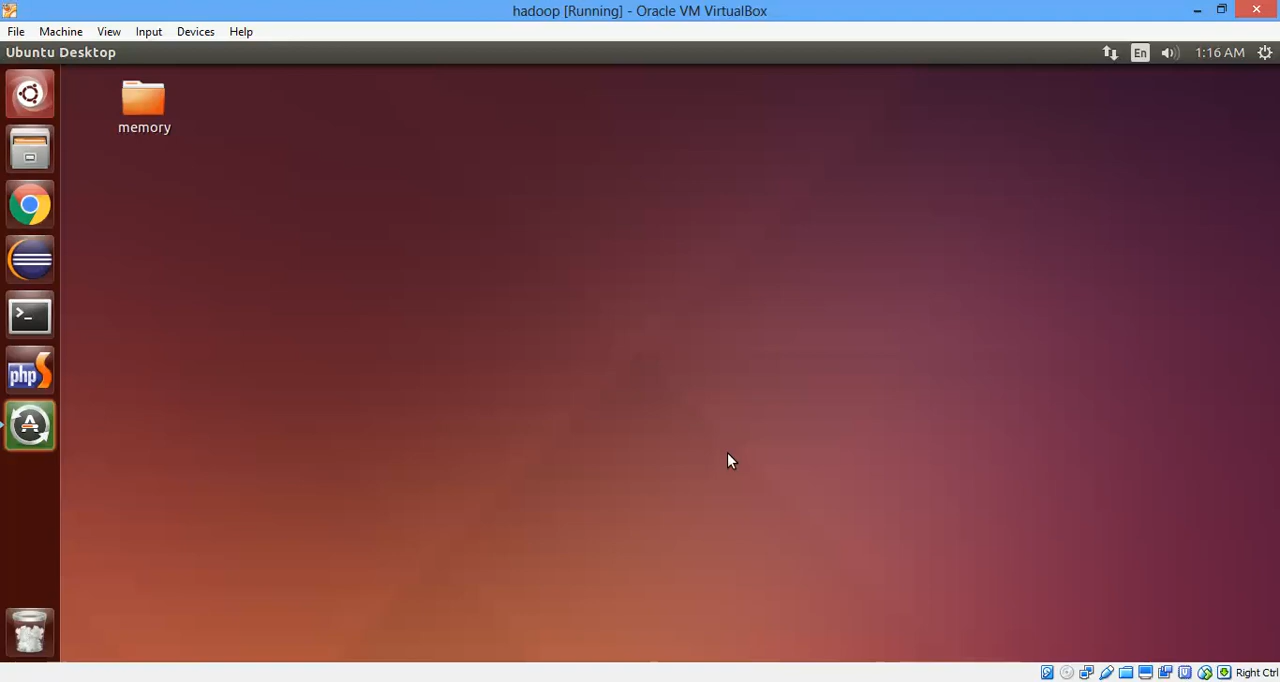 hadoop [Running] - Oracle VM VirtualBox
File Machine View Input Devices Help
Ubuntu Desktop En 1:16 AM
memory
>_
php
A
Right Ctrl